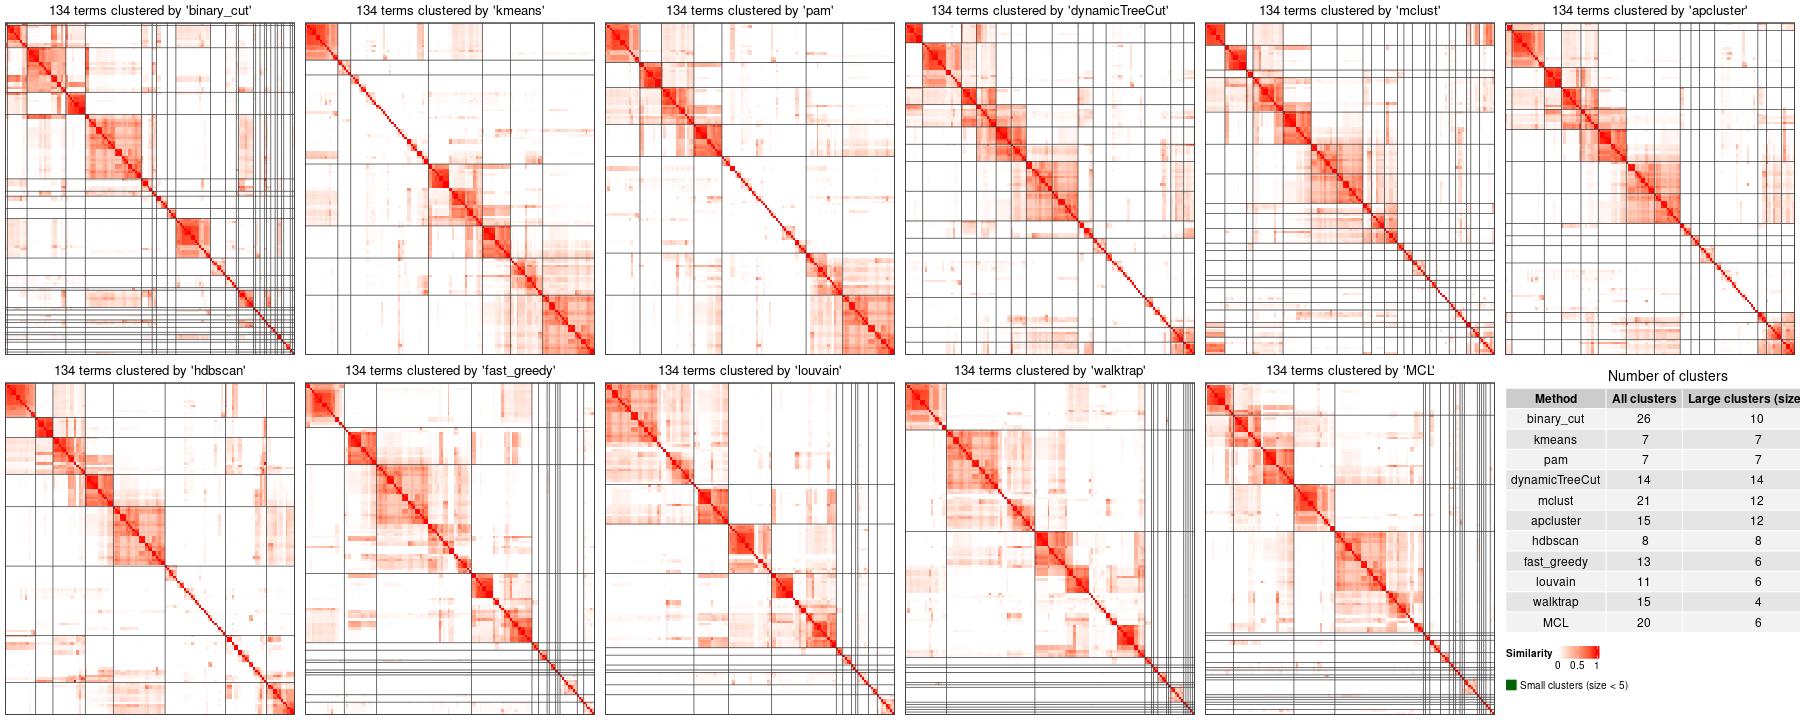 134 terms clustered by 'binary_cut'
134 terms clustered by 'kmeans'
134 terms clustered by 'pam'
134 terms clustered by 'dynamicTreeCut'
134 terms clustered by 'mclust'
134 terms clustered by 'apcluster'
134 terms clustered by 'hdbscan'
134 terms clustered by 'fast_greedy'
134 terms clustered by 'louvain'
134 terms clustered by 'walktrap'
134 terms clustered by 'MCL'
Number of clusters
Method All clusters Large clusters (size
binary_cut 26 10
kmeans 7 7
pam 7 7
dynamicTreeCut 14 14
mclust 21 12
apcluster 15 12
hdbscan 8 8
fast_greedy 13 6
louvain 11 6
walktrap 15 4
MCL 20 6
Similarity
0 0.5 1
Small clusters (size < 5)